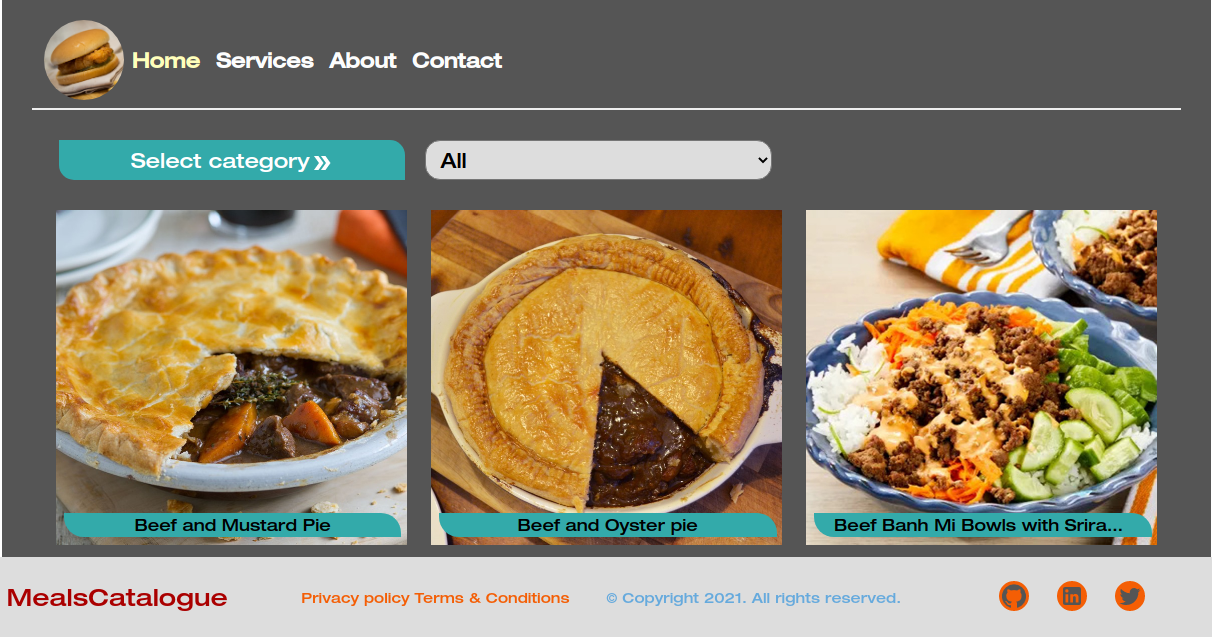 Home Services About Contact
Select category »
All
Beef and Mustard Pie
Beef and Oyster pie
Beef Banh Mi Bowls with Srira...
MealsCatalogue
Privacy policy Terms & Conditions
© Copyright 2021. All rights reserved.
in